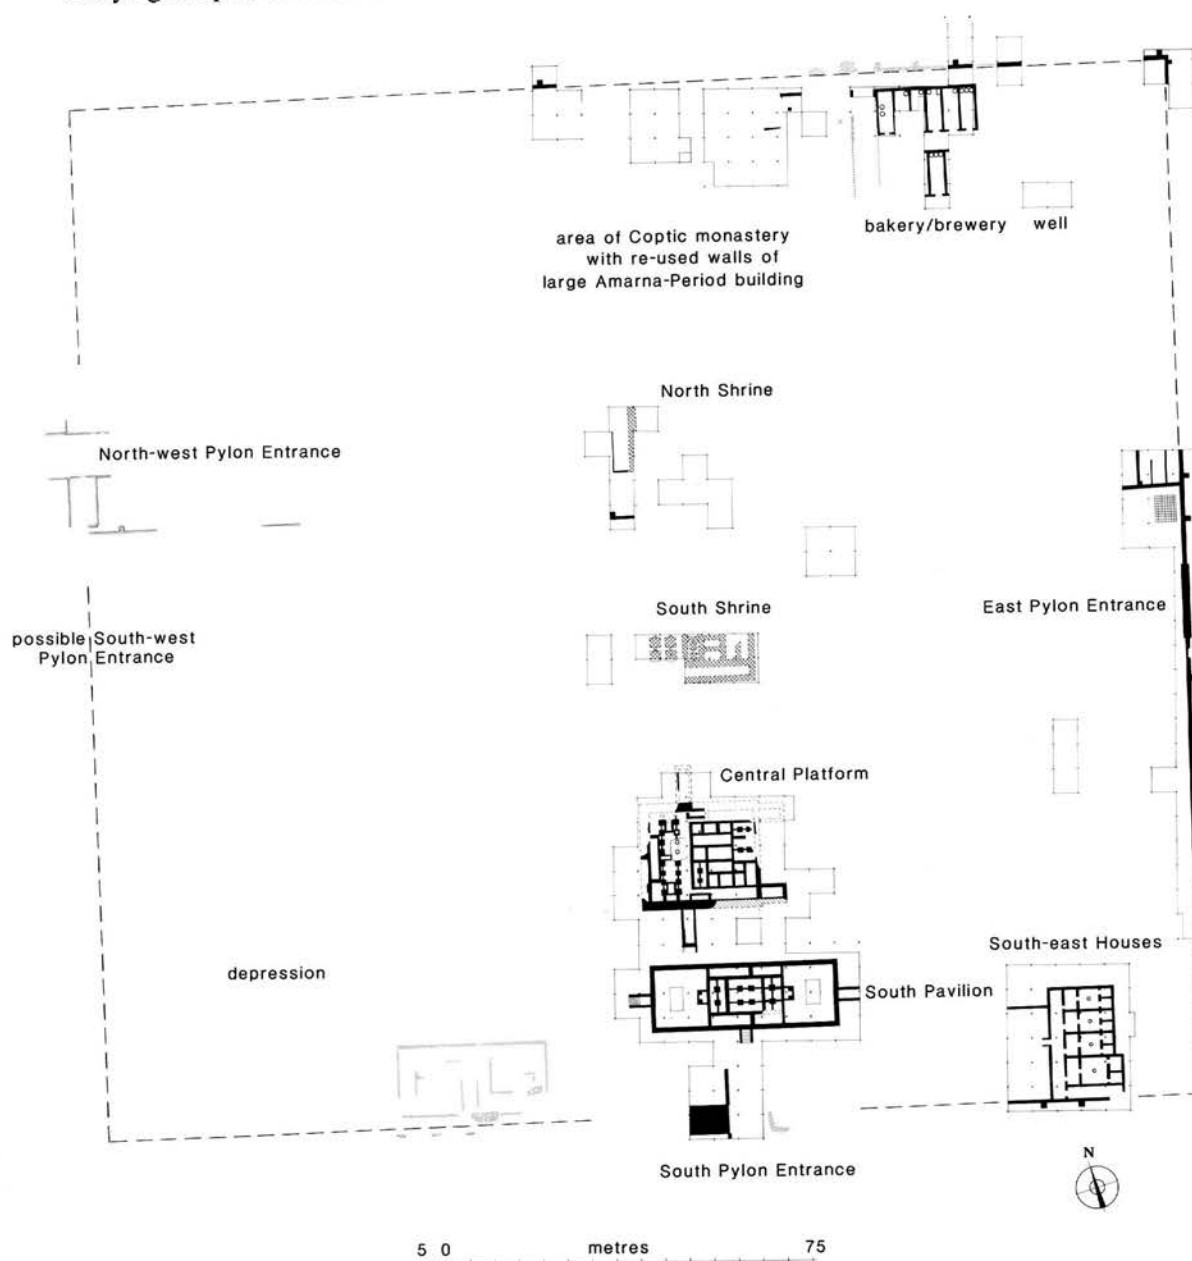 area of Coptic monastery
with re-used walls of
large Amarna-Period building
bakery/brewery
well
North Shrine
North-west Pylon Entrance
South Shrine
East Pylon Entrance
possible South-west
Pylon Entrance
Central Platform
South-east Houses
depression
South Pavilion
South Pylon Entrance
N
5 0 metres 75